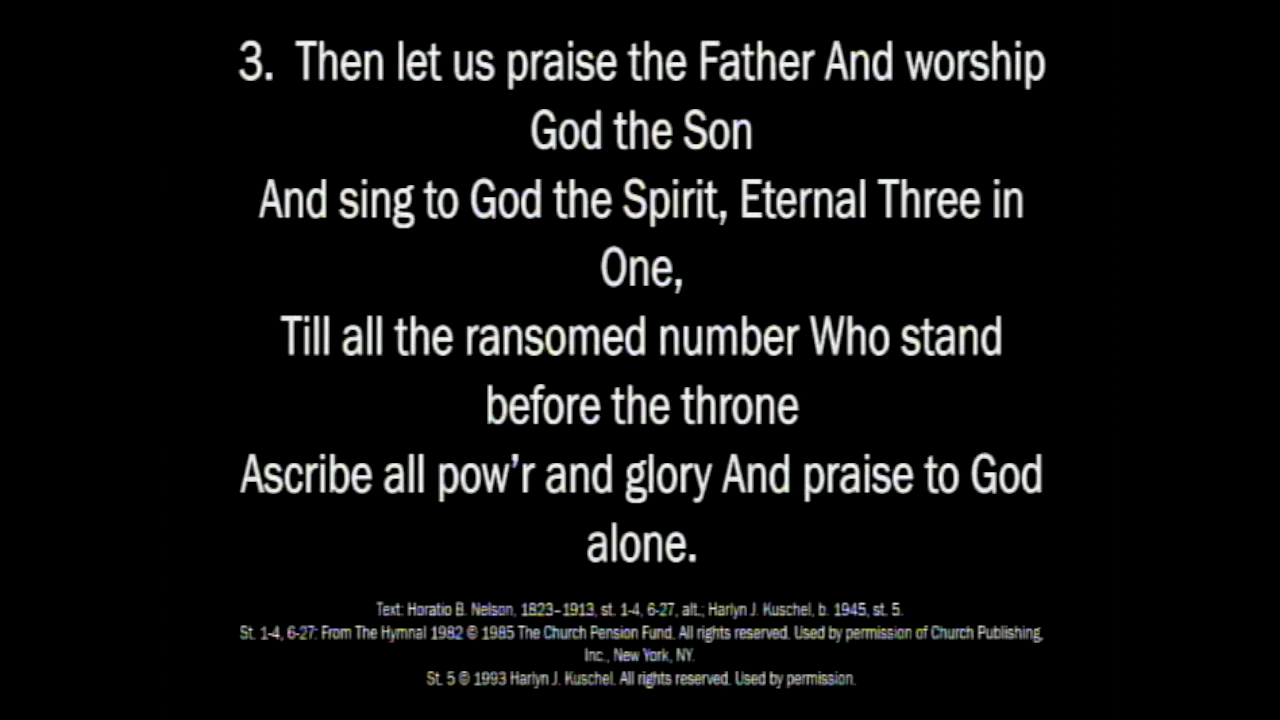 3. Then let us praise the Father And worship
God the Son
And sing to God the Spirit, Eternal Three in
One,
Till all the ransomed number Who stand
before the throne
Ascribe all pow’r and glory And praise to God
alone.
Text: Horatio B. Nelson, 1823–1913, st. 1-4, 6-27, alt.; Harlyn J. Kuschel, b. 1945, st. 5.
St. 1-4, 6-27: From The Hymnal 1982 © 1985 The Church Pension Fund. All rights reserved. Used by permission of Church Publishing,
Inc., New York, NY.
St. 5 © 1993 Harlyn J. Kuschel. All rights reserved. Used by permission.